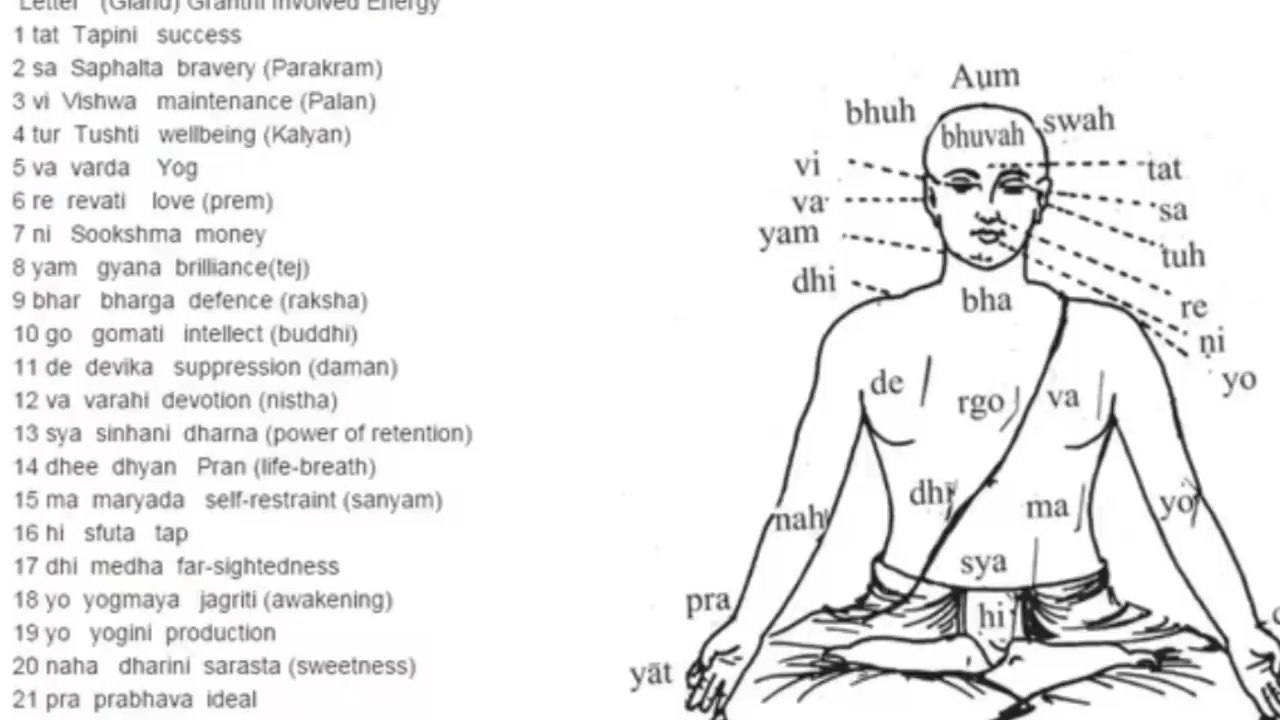 Letter (Gland) Granthi Involved Energy
1 tat Tapini success
2 sa Saphalta bravery (Parakram)
3 vi Vishwa maintenance (Palan)
4 tur Tushti wellbeing (Kalyan)
5 va varda Yog
6 re revati love (prem)
7 ni Sookshma money
8 yam gyana brilliance(tej)
9 bhar bharga defence (raksha)
10 go gomati intellect (buddhi)
11 de devika suppression (daman)
12 va varahi devotion (nistha)
13 sya sinhani dharna (power of retention)
14 dhee dhyan Pran (life-breath)
15 ma maryada self-restraint (sanyam)
16 hi sfuta tap
17 dhi medha far-sightedness
18 yo yogmaya jagriti (awakening)
19 yo yogini production
20 naha dharini sarasta (sweetness)
21 pra prabhava ideal
Aum
bhuh bhuvah swah
vi tat
va sa
yam tuh
dhi bha re
ni
yo
de rgo va
dhi ma yo
nah
sya
pra hi
yāt